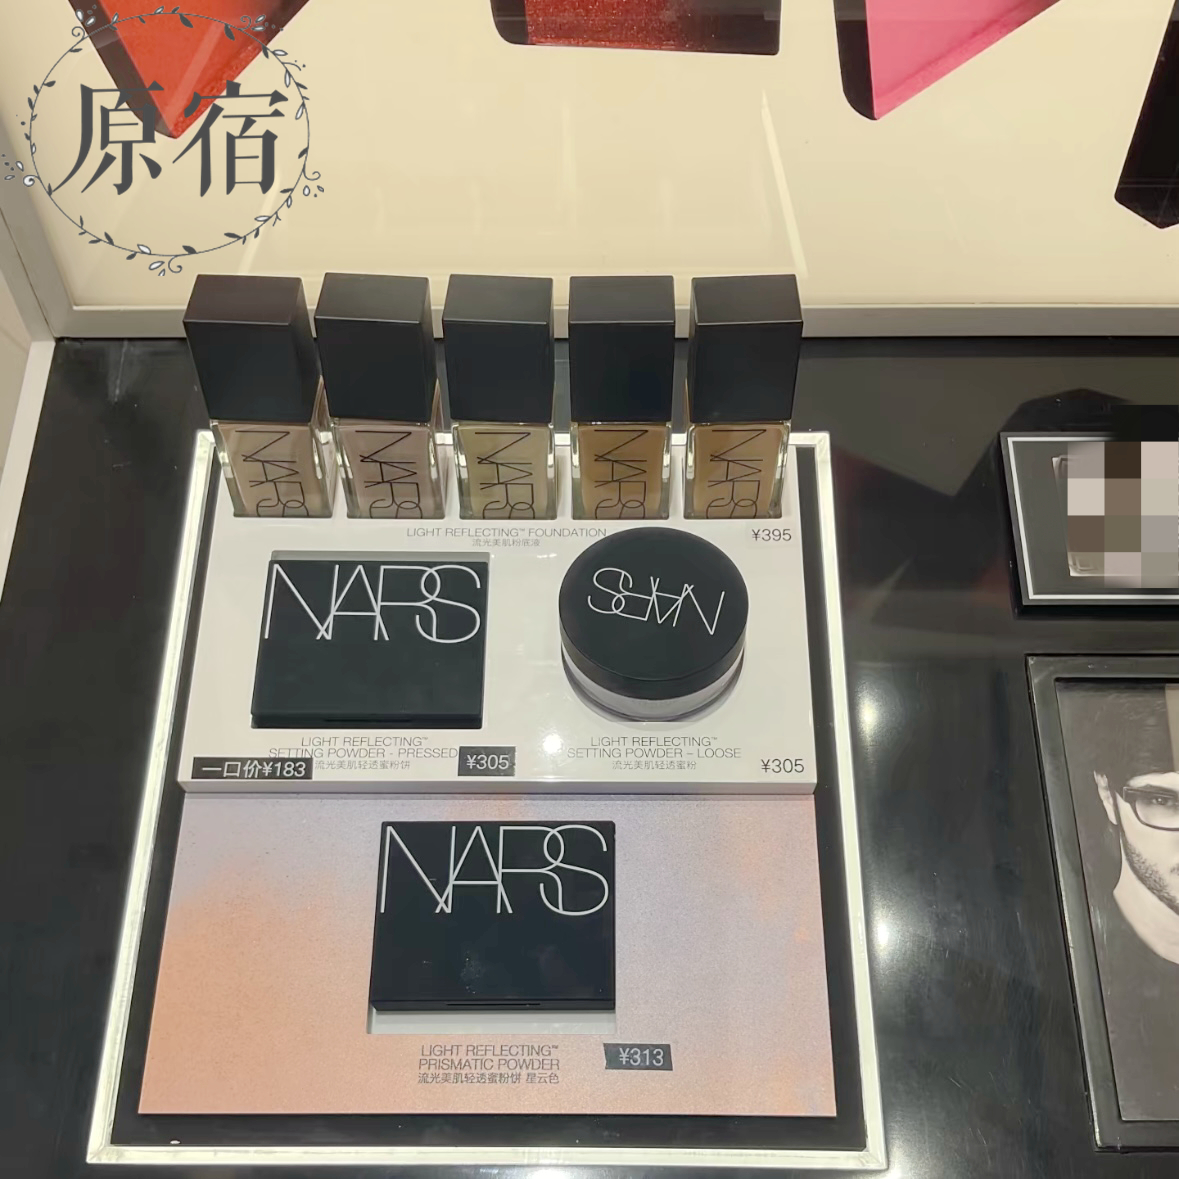 原宿
NARS
NARS
NARS
NARS
NARS
LIGHT REFLECTING™ FOUNDATION
流光美肌粉底液
¥395
NARS
NARS
LIGHT REFLECTING™
SETTING POWDER - PRESSED
流光美肌轻透蜜粉饼
一口价¥183
¥305
LIGHT REFLECTING™
SETTING POWDER - LOOSE
流光美肌轻透蜜粉
¥305
NARS
LIGHT REFLECTING™
PRISMATIC POWDER
流光美肌轻透蜜粉饼 星云色
¥313